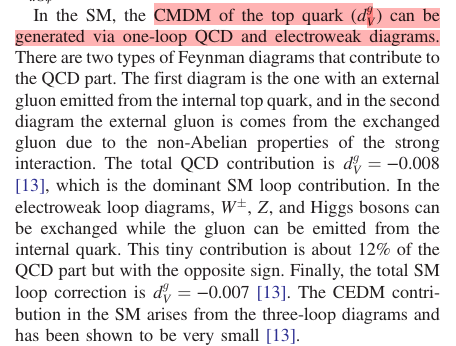 In the SM, the CMDM of the top quark (d_V^g) can be
generated via one-loop QCD and electroweak diagrams.
There are two types of Feynman diagrams that contribute to
the QCD part. The first diagram is the one with an external
gluon emitted from the internal top quark, and in the second
diagram the external gluon is comes from the exchanged
gluon due to the non-Abelian properties of the strong
interaction. The total QCD contribution is d_V^g = −0.008
[13], which is the dominant SM loop contribution. In the
electroweak loop diagrams, W^±, Z, and Higgs bosons can
be exchanged while the gluon can be emitted from the
internal quark. This tiny contribution is about 12% of the
QCD part but with the opposite sign. Finally, the total SM
loop correction is d_V^g = −0.007 [13]. The CEDM contri-
bution in the SM arises from the three-loop diagrams and
has been shown to be very small [13].